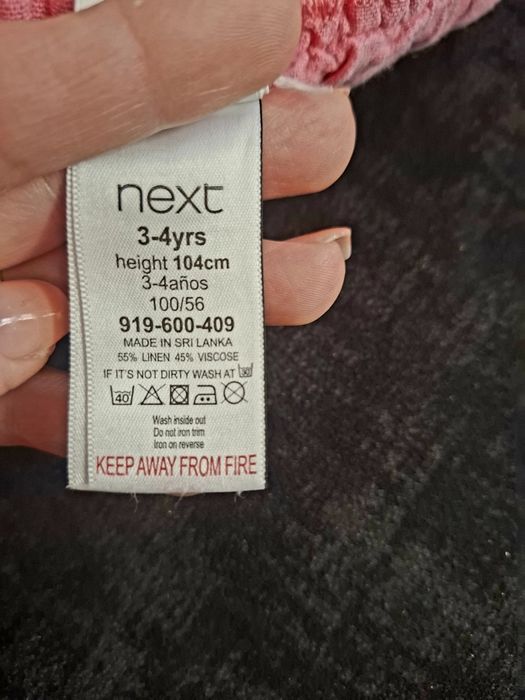 next
3-4yrs
height 104cm
3-4años
100/56
919-600-409
MADE IN SRI LANKA
55% LINEN 45% VISCOSE
IF IT'S NOT DIRTY WASH AT 30
40
Wash inside out
Do not iron trim
Iron on reverse
KEEP AWAY FROM FIRE